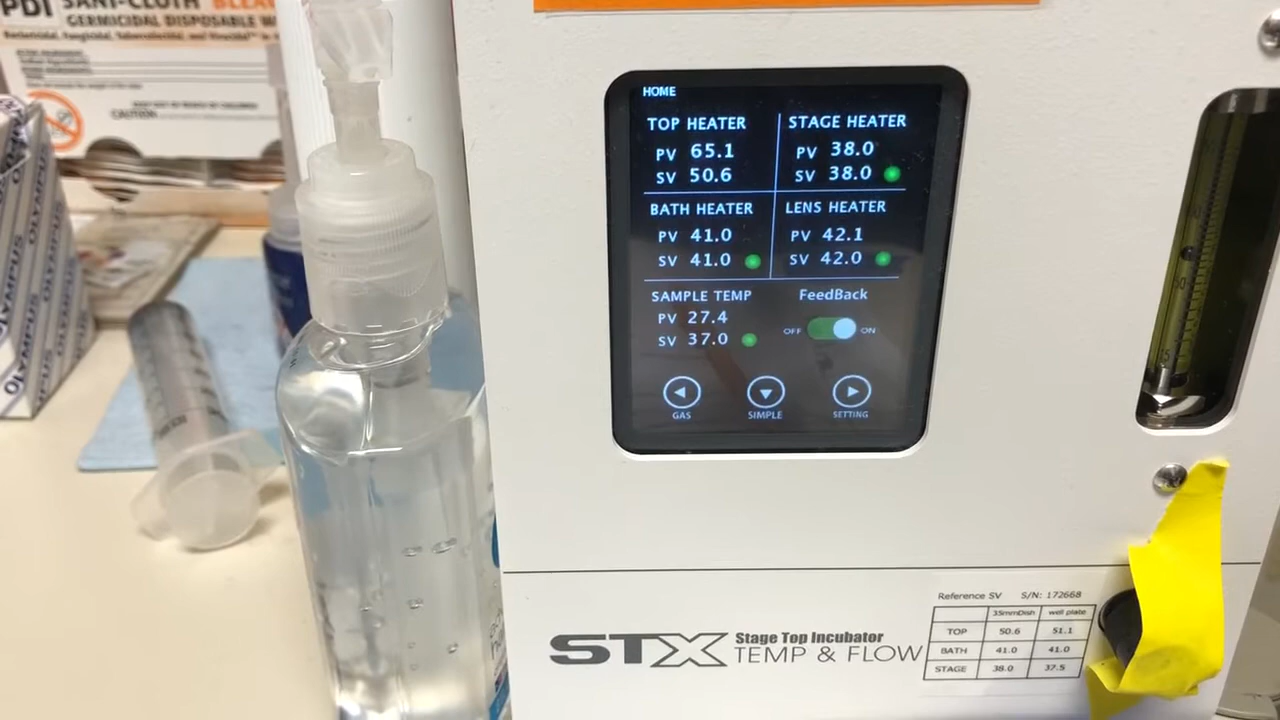 PDI SANI-CLOTH BLEACH
GERMICIDAL DISPOSABLE
CAUTION
OLYMPUS
OLYMPUS
HOME
TOP HEATER
PV 65.1
SV 50.6
STAGE HEATER
PV 38.0
SV 38.0
BATH HEATER
PV 41.0
SV 41.0
LENS HEATER
PV 42.1
SV 42.0
SAMPLE TEMP
PV 27.4
SV 37.0
FeedBack
OFF ON
GAS
SIMPLE
SETTING
STX Stage Top Incubator
TEMP & FLOW
Reference SV S/N: 172668
35mmDish well plate
TOP 50.6 51.1
BATH 41.0 41.0
STAGE 38.0 37.5